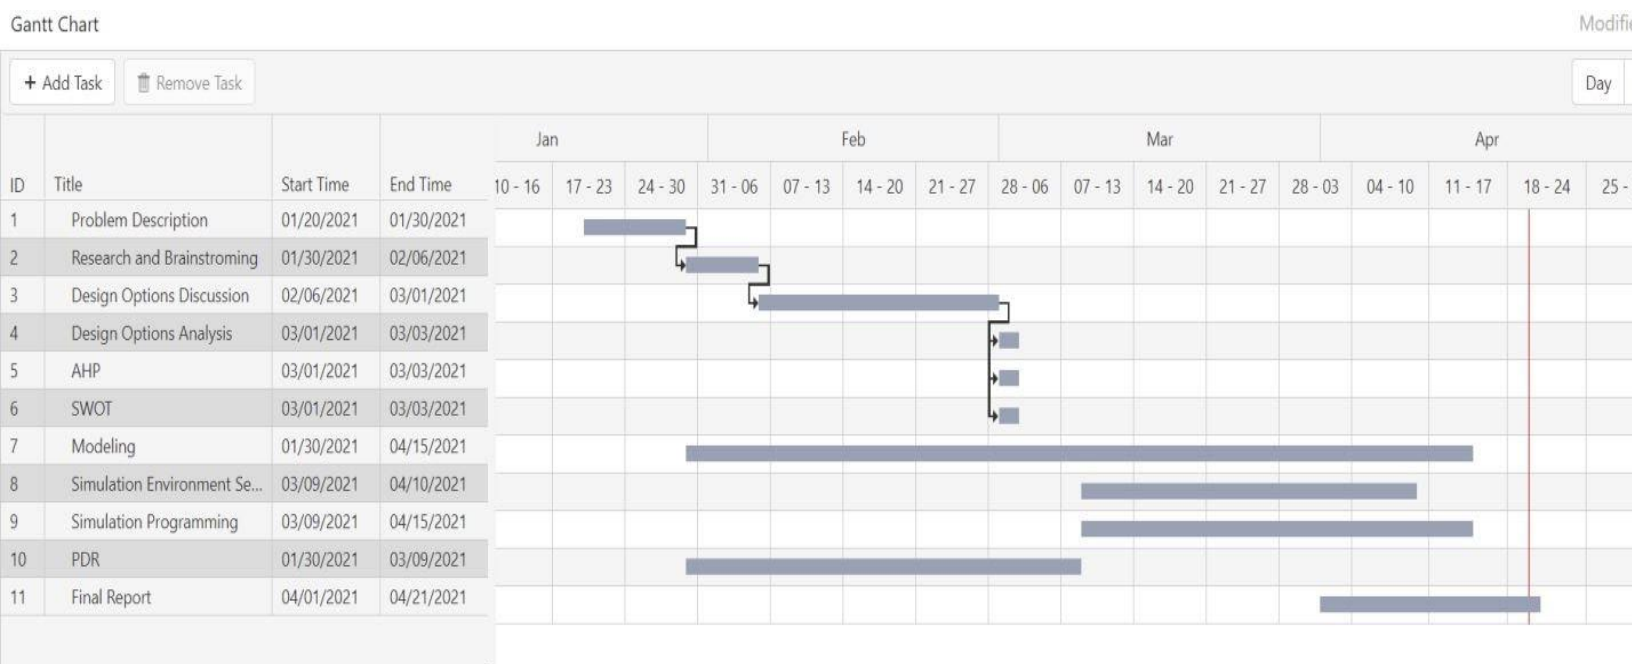 Gantt Chart Modifie
+ Add Task Remove Task Day
Jan Feb Mar Apr
ID Title Start Time End Time 10 - 16 17 - 23 24 - 30 31 - 06 07 - 13 14 - 20 21 - 27 28 - 06 07 - 13 14 - 20 21 - 27 28 - 03 04 - 10 11 - 17 18 - 24 25 -
1 Problem Description 01/20/2021 01/30/2021
2 Research and Brainstroming 01/30/2021 02/06/2021
3 Design Options Discussion 02/06/2021 03/01/2021
4 Design Options Analysis 03/01/2021 03/03/2021
5 AHP 03/01/2021 03/03/2021
6 SWOT 03/01/2021 03/03/2021
7 Modeling 01/30/2021 04/15/2021
8 Simulation Environment Se... 03/09/2021 04/10/2021
9 Simulation Programming 03/09/2021 04/15/2021
10 PDR 01/30/2021 03/09/2021
11 Final Report 04/01/2021 04/21/2021